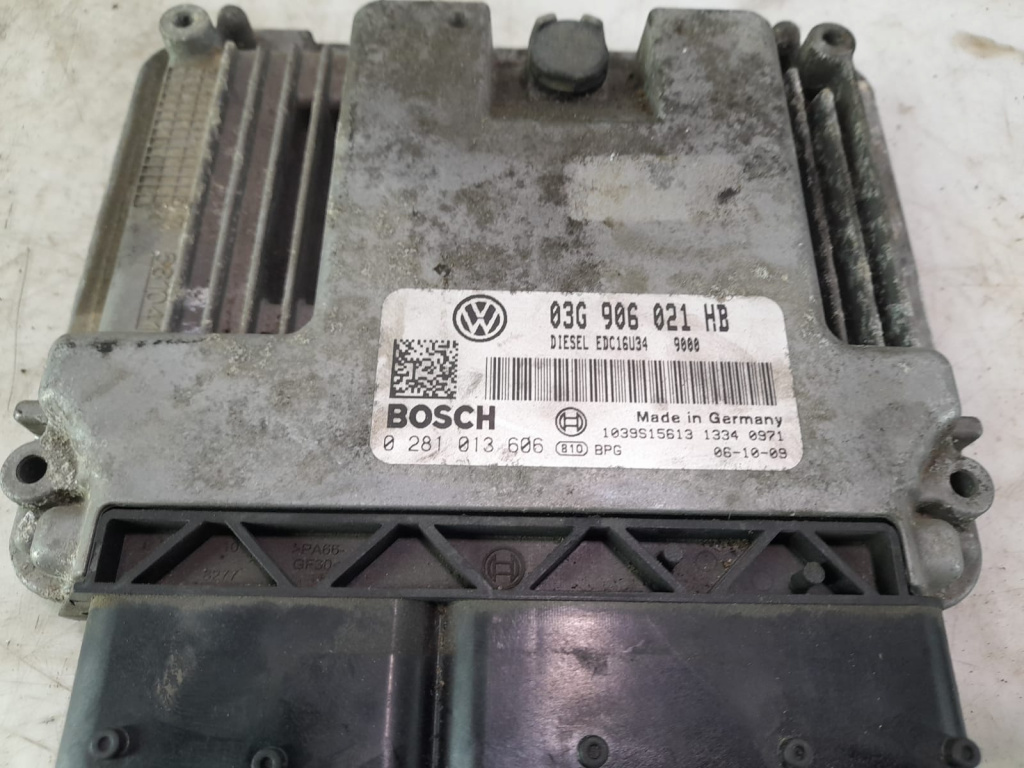 03G 906 021 HB
DIESEL EDC16U34 9000
BOSCH
Made in Germany
1039S15613 1334 0971
0 281 013 606 810 BPG
06-10-09
>PA66-
GF30<